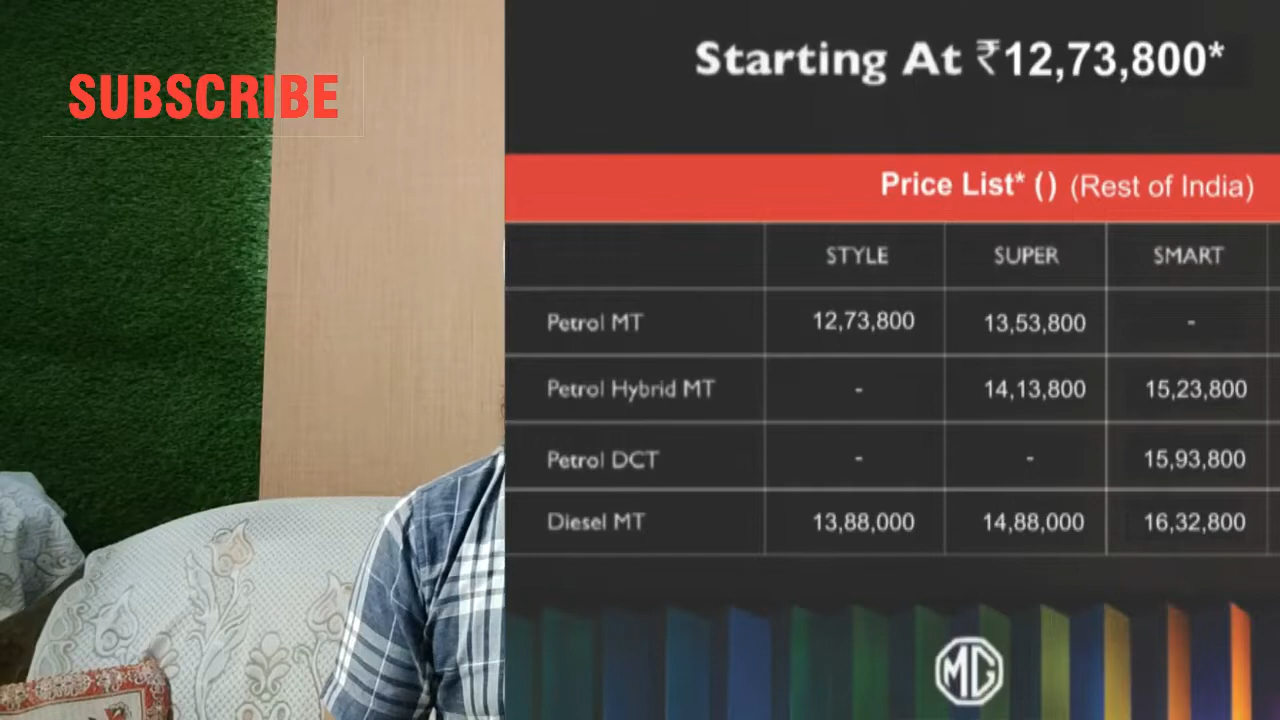 SUBSCRIBE
Starting At ₹12,73,800*
Price List* () (Rest of India)
STYLE SUPER SMART
Petrol MT 12,73,800 13,53,800 -
Petrol Hybrid MT - 14,13,800 15,23,800
Petrol DCT - - 15,93,800
Diesel MT 13,88,000 14,88,000 16,32,800
MG